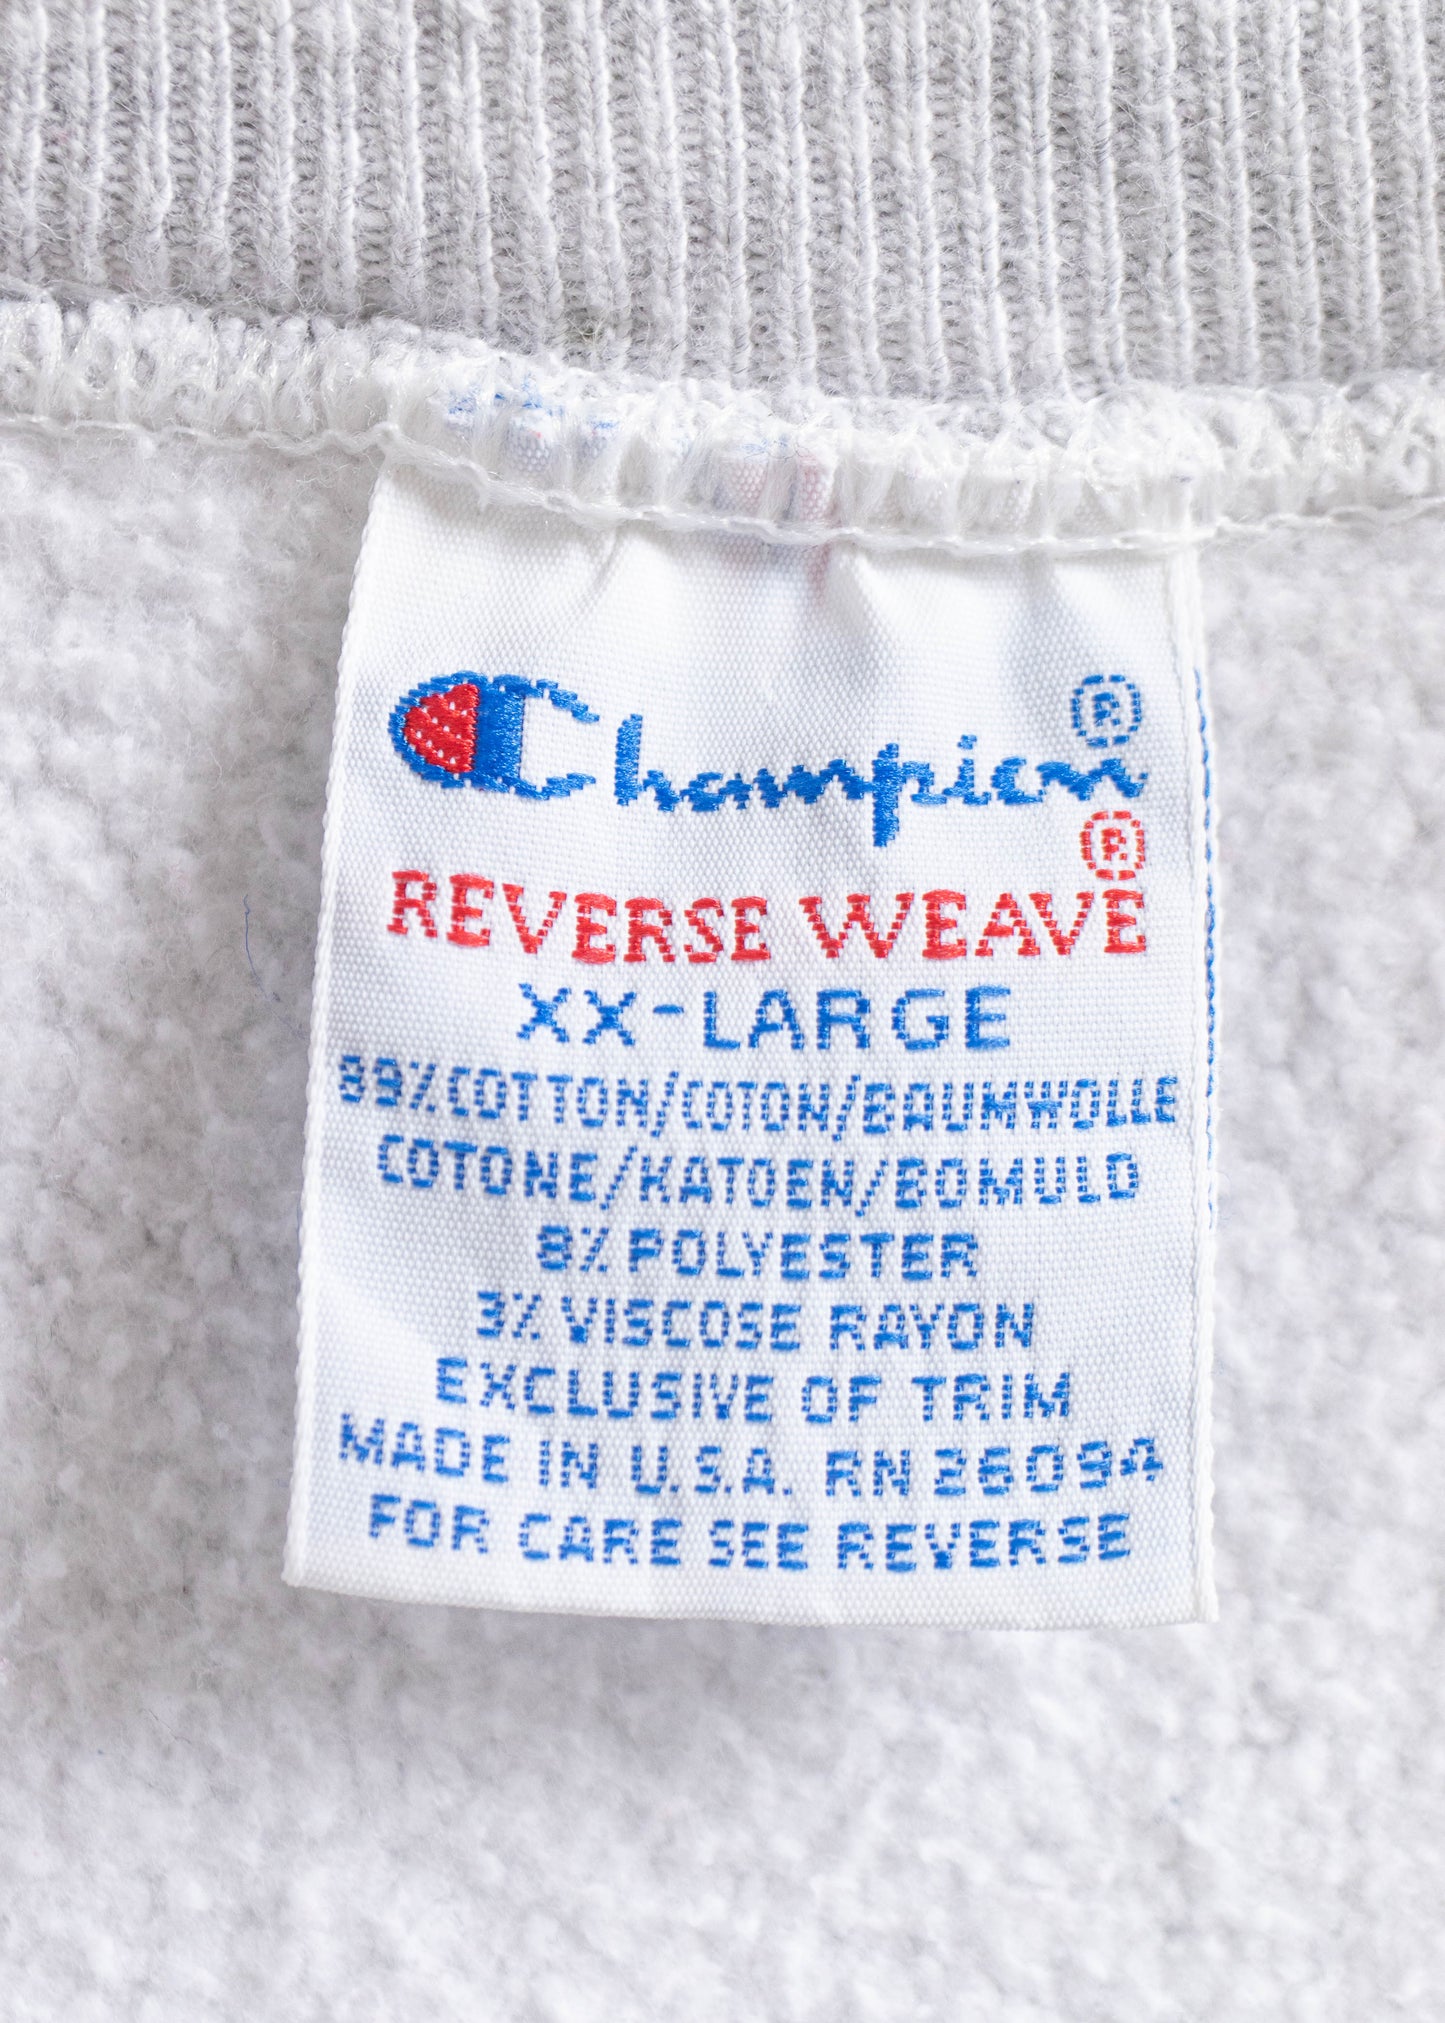 Champion®
REVERSE WEAVE®
XX-LARGE
89% COTTON/COTON/BAUMWOLLE
COTONE/KATOEN/BOMULD
8% POLYESTER
3% VISCOSE RAYON
EXCLUSIVE OF TRIM
MADE IN U.S.A. RN 26094
FOR CARE SEE REVERSE